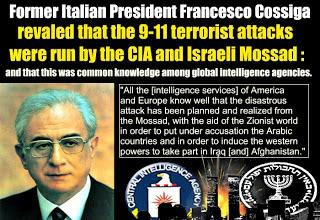 Former Italian President Francesco Cossiga
revealed that the 9-11 terrorist attacks
were run by the CIA and Israeli Mossad :
and that this was common knowledge among global intelligence agencies.
"All the [intelligence services] of America
and Europe know well that the disastrous
attack has been planned and realized from
the Mossad, with the aid of the Zionist world
in order to put under accusation the Arabic
countries and in order to induce the western
powers to take part in Iraq [and] Afghanistan."
CENTRAL INTELLIGENCE AGENCY